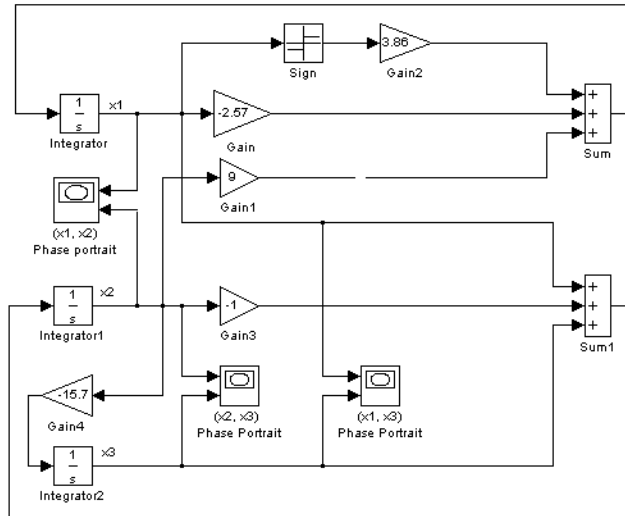 3.86
Sign
Gain2
x1
1
s
Integrator
-2.57
Gain
+
+
+
Sum
9
Gain1
(x1, x2)
Phase portrait
x2
1
s
Integrator1
-1
Gain3
+
+
+
Sum1
-15.7
Gain4
(x2, x3)
Phase Portrait
(x1, x3)
Phase Portrait
x3
1
s
Integrator2